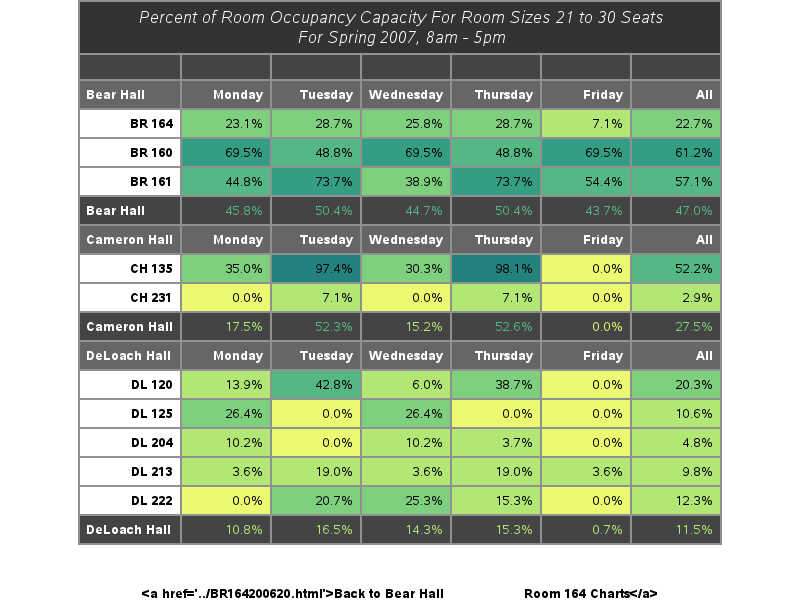 Percent of Room Occupancy Capacity For Room Sizes 21 to 30 Seats
For Spring 2007, 8am - 5pm
Bear Hall Monday Tuesday Wednesday Thursday Friday All
BR 164 23.1% 28.7% 25.8% 28.7% 7.1% 22.7%
BR 160 69.5% 48.8% 69.5% 48.8% 69.5% 61.2%
BR 161 44.8% 73.7% 38.9% 73.7% 54.4% 57.1%
Bear Hall 45.8% 50.4% 44.7% 50.4% 43.7% 47.0%
Cameron Hall Monday Tuesday Wednesday Thursday Friday All
CH 135 35.0% 97.4% 30.3% 98.1% 0.0% 52.2%
CH 231 0.0% 7.1% 0.0% 7.1% 0.0% 2.9%
Cameron Hall 17.5% 52.3% 15.2% 52.6% 0.0% 27.5%
DeLoach Hall Monday Tuesday Wednesday Thursday Friday All
DL 120 13.9% 42.8% 6.0% 38.7% 0.0% 20.3%
DL 125 26.4% 0.0% 26.4% 0.0% 0.0% 10.6%
DL 204 10.2% 0.0% 10.2% 3.7% 0.0% 4.8%
DL 213 3.6% 19.0% 3.6% 19.0% 3.6% 9.8%
DL 222 0.0% 20.7% 25.3% 15.3% 0.0% 12.3%
DeLoach Hall 10.8% 16.5% 14.3% 15.3% 0.7% 11.5%
<a href='../BR164200620.html'>Back to Bear Hall Room 164 Charts</a>